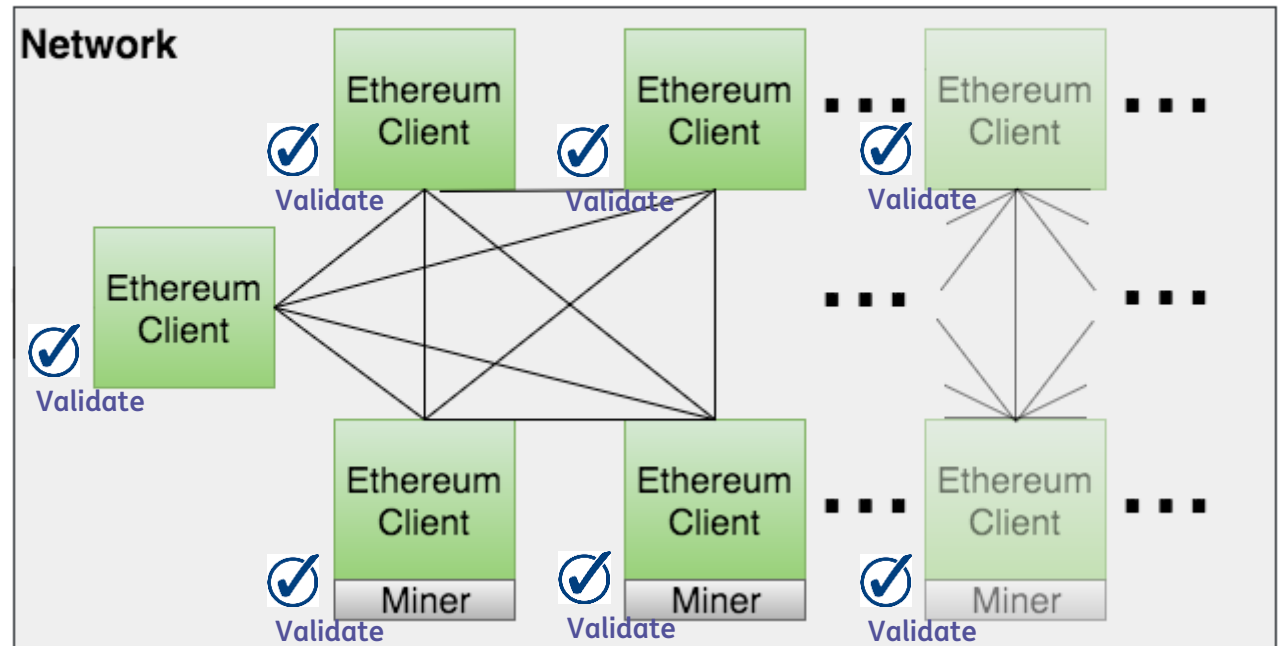 Network
Ethereum
Client
Validate
Ethereum
Client
Validate
Ethereum
Client
Validate
Ethereum
Client
Validate
Ethereum
Client
Miner
Validate
Ethereum
Client
Miner
Validate
Ethereum
Client
Miner
Validate